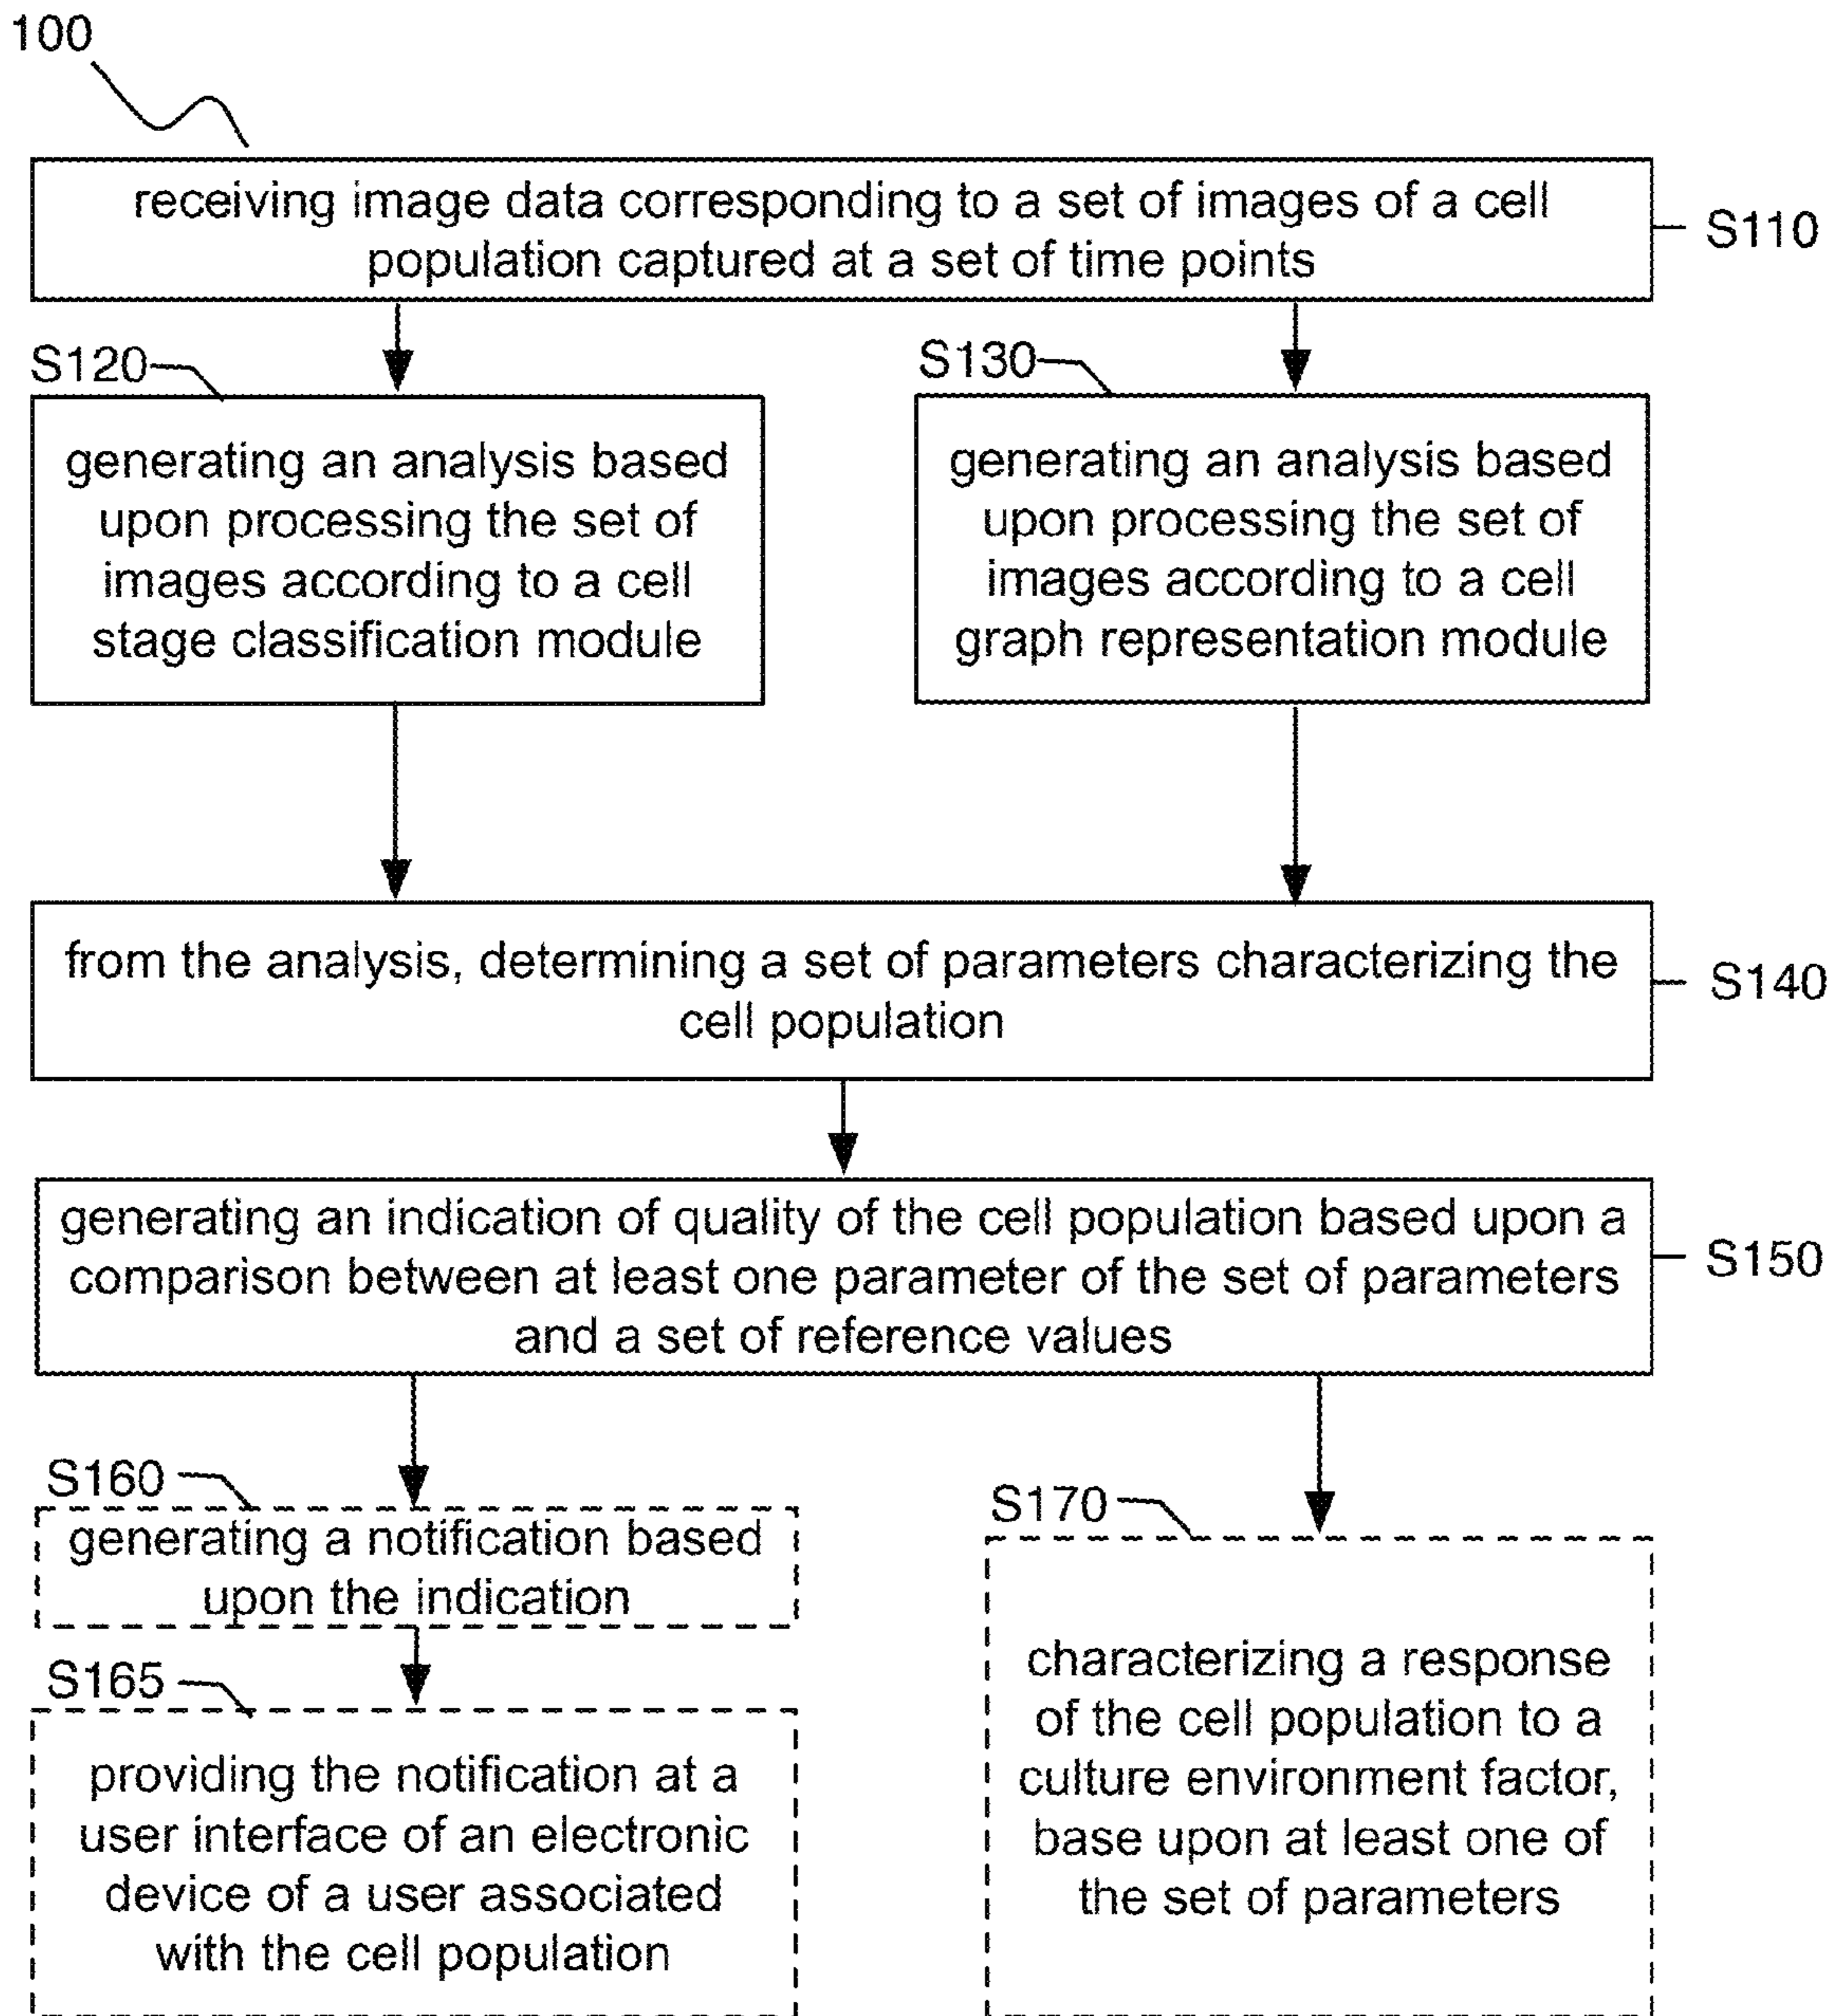 100
receiving image data corresponding to a set of images of a cell
population captured at a set of time points
S110
S120
generating an analysis based
upon processing the set of
images according to a cell
stage classification module
S130
generating an analysis based
upon processing the set of
images according to a cell
graph representation module
from the analysis, determining a set of parameters characterizing the
cell population
S140
generating an indication of quality of the cell population based upon a
comparison between at least one parameter of the set of parameters
and a set of reference values
S150
S160
generating a notification based
upon the indication
S165
providing the notification at a
user interface of an electronic
device of a user associated
with the cell population
S170
characterizing a response
of the cell population to a
culture environment factor,
base upon at least one of
the set of parameters